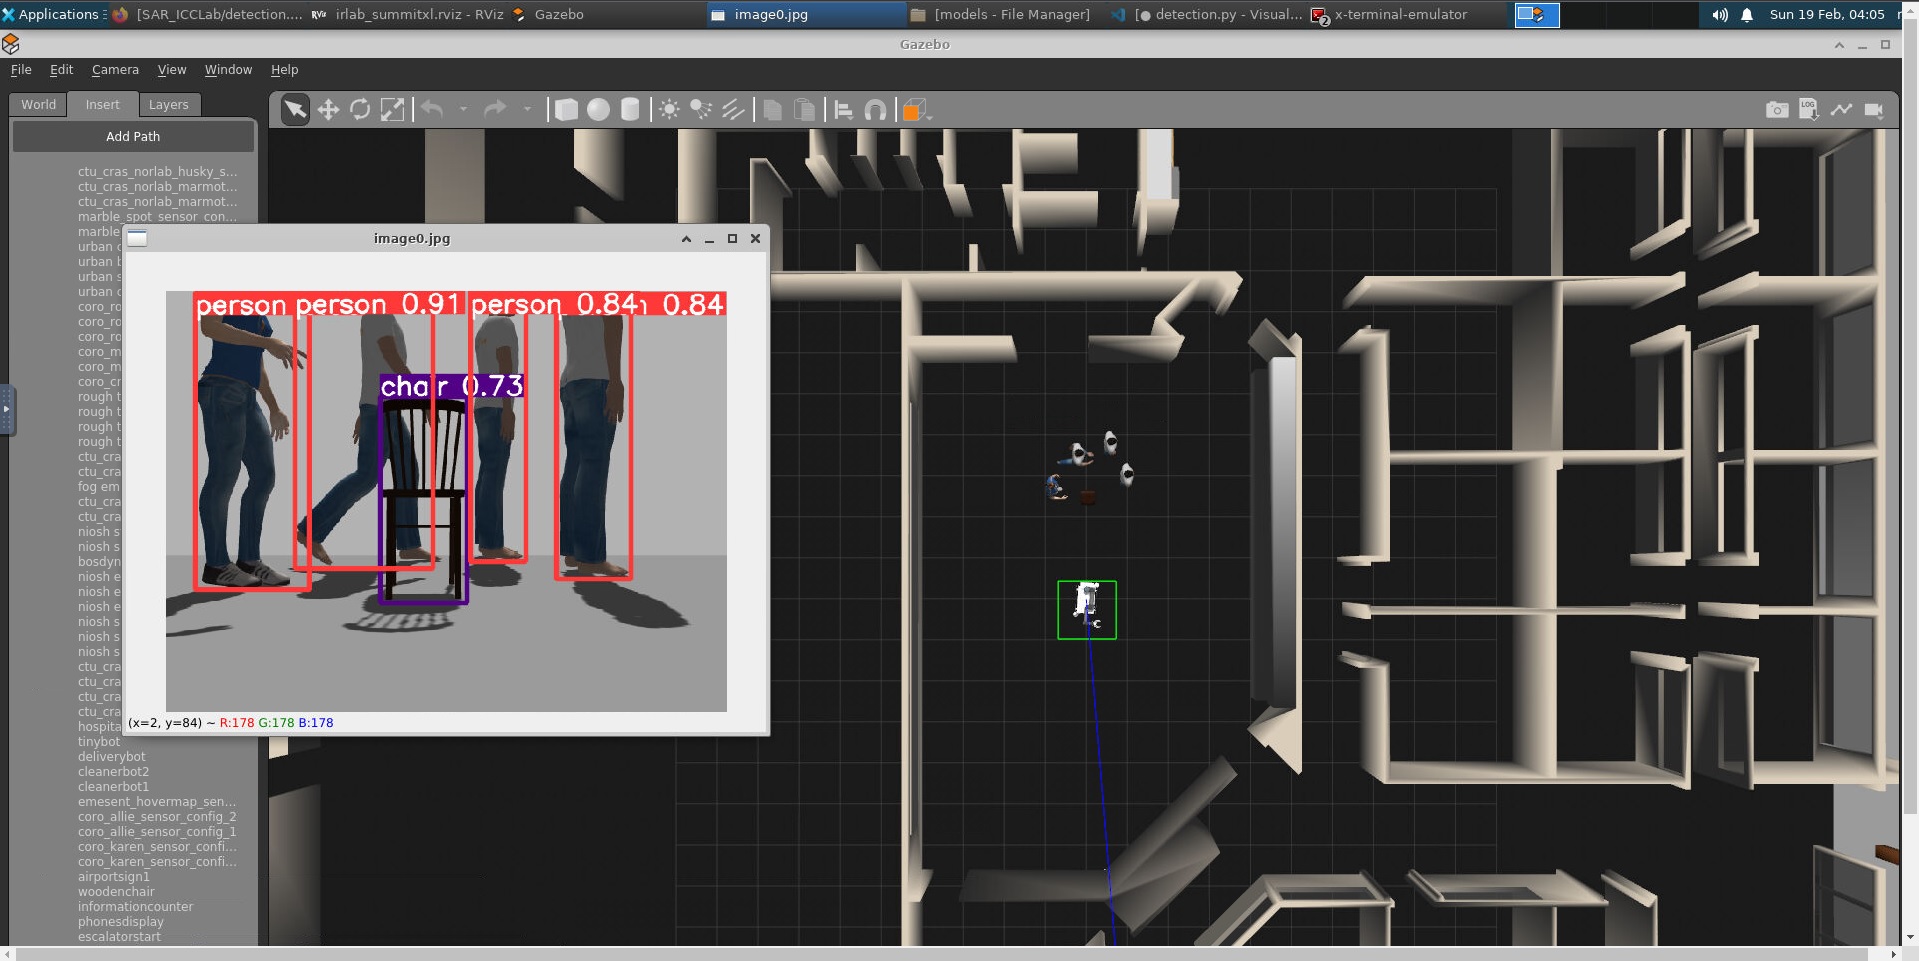 Applications
[SAR_ICCLab/detection....
RViz irlab_summitxl.rviz - RViz
Gazebo
image0.jpg
[models - File Manager]
[● detection.py - Visual...
2 x-terminal-emulator
Sun 19 Feb, 04:05
Gazebo
File Edit Camera View Window Help
World Insert Layers
LOG
Add Path
ctu_cras_norlab_husky_s...
ctu_cras_norlab_marmot...
ctu_cras_norlab_marmot...
marble_spot_sensor_con...
marble
urban
urban
urban
urban
coro_ro
coro_ro
coro_ro
coro_m
coro_m
coro_cr
rough t
rough t
rough t
rough t
ctu_cra
ctu_cra
fog em
ctu_cra
ctu_cra
niosh s
niosh s
bosdyn
niosh e
niosh e
niosh e
niosh s
niosh s
niosh s
ctu_cra
ctu_cra
ctu_cra
ctu_cra
hospita
tinybot
deliverybot
cleanerbot2
cleanerbot1
emesent_hovermap_sen...
coro_allie_sensor_config_2
coro_allie_sensor_config_1
coro_karen_sensor_confi...
coro_karen_sensor_confi...
airportsign1
woodenchair
informationcounter
phonesdisplay
escalatorstart
image0.jpg
person person 0.91 person 0.84 0.84
chair 0.73
(x=2, y=84) ~ R:178 G:178 B:178